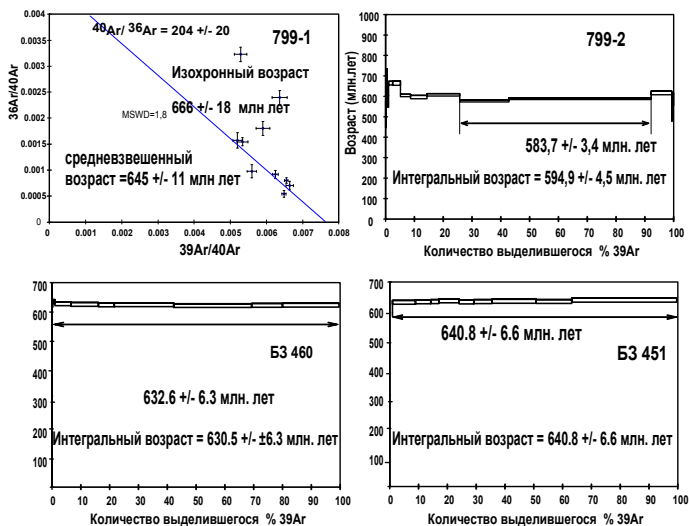 0.004
0.0035
0.003
0.0025
0.002
0.0015
0.001
0.0005
0
36Ar/40Ar
40Ar/ 36Ar = 204 +/- 20
799-1
Изохронный возраст
666 +/- 18 млн лет
MSWD=1,8
средневзвешенный
возраст =645 +/- 11 млн лет
0 0.001 0.002 0.003 0.004 0.005 0.006 0.007 0.008
39Ar/40Ar
1000
900
800
700
600
500
400
300
200
100
0
Возраст (млн.лет)
799-2
583,7 +/- 3,4 млн. лет
Интегральный возраст = 594,9 +/- 4,5 млн. лет
0 10 20 30 40 50 60 70 80 90 100
Количество выделившегося % 39Ar
700
600
500
400
300
200
100
БЗ 460
632.6 +/- 6.3 млн. лет
Интегральный возраст = 630.5 +/- ±6.3 млн. лет
0 10 20 30 40 50 60 70 80 90 100
Количество выделившегося % 39Ar
700
600
500
400
300
200
100
640.8 +/- 6.6 млн. лет
БЗ 451
Интегральный возраст = 640.8 +/- 6.6 млн. лет
0 10 20 30 40 50 60 70 80 90 100
Количество выделившегося % 39Ar